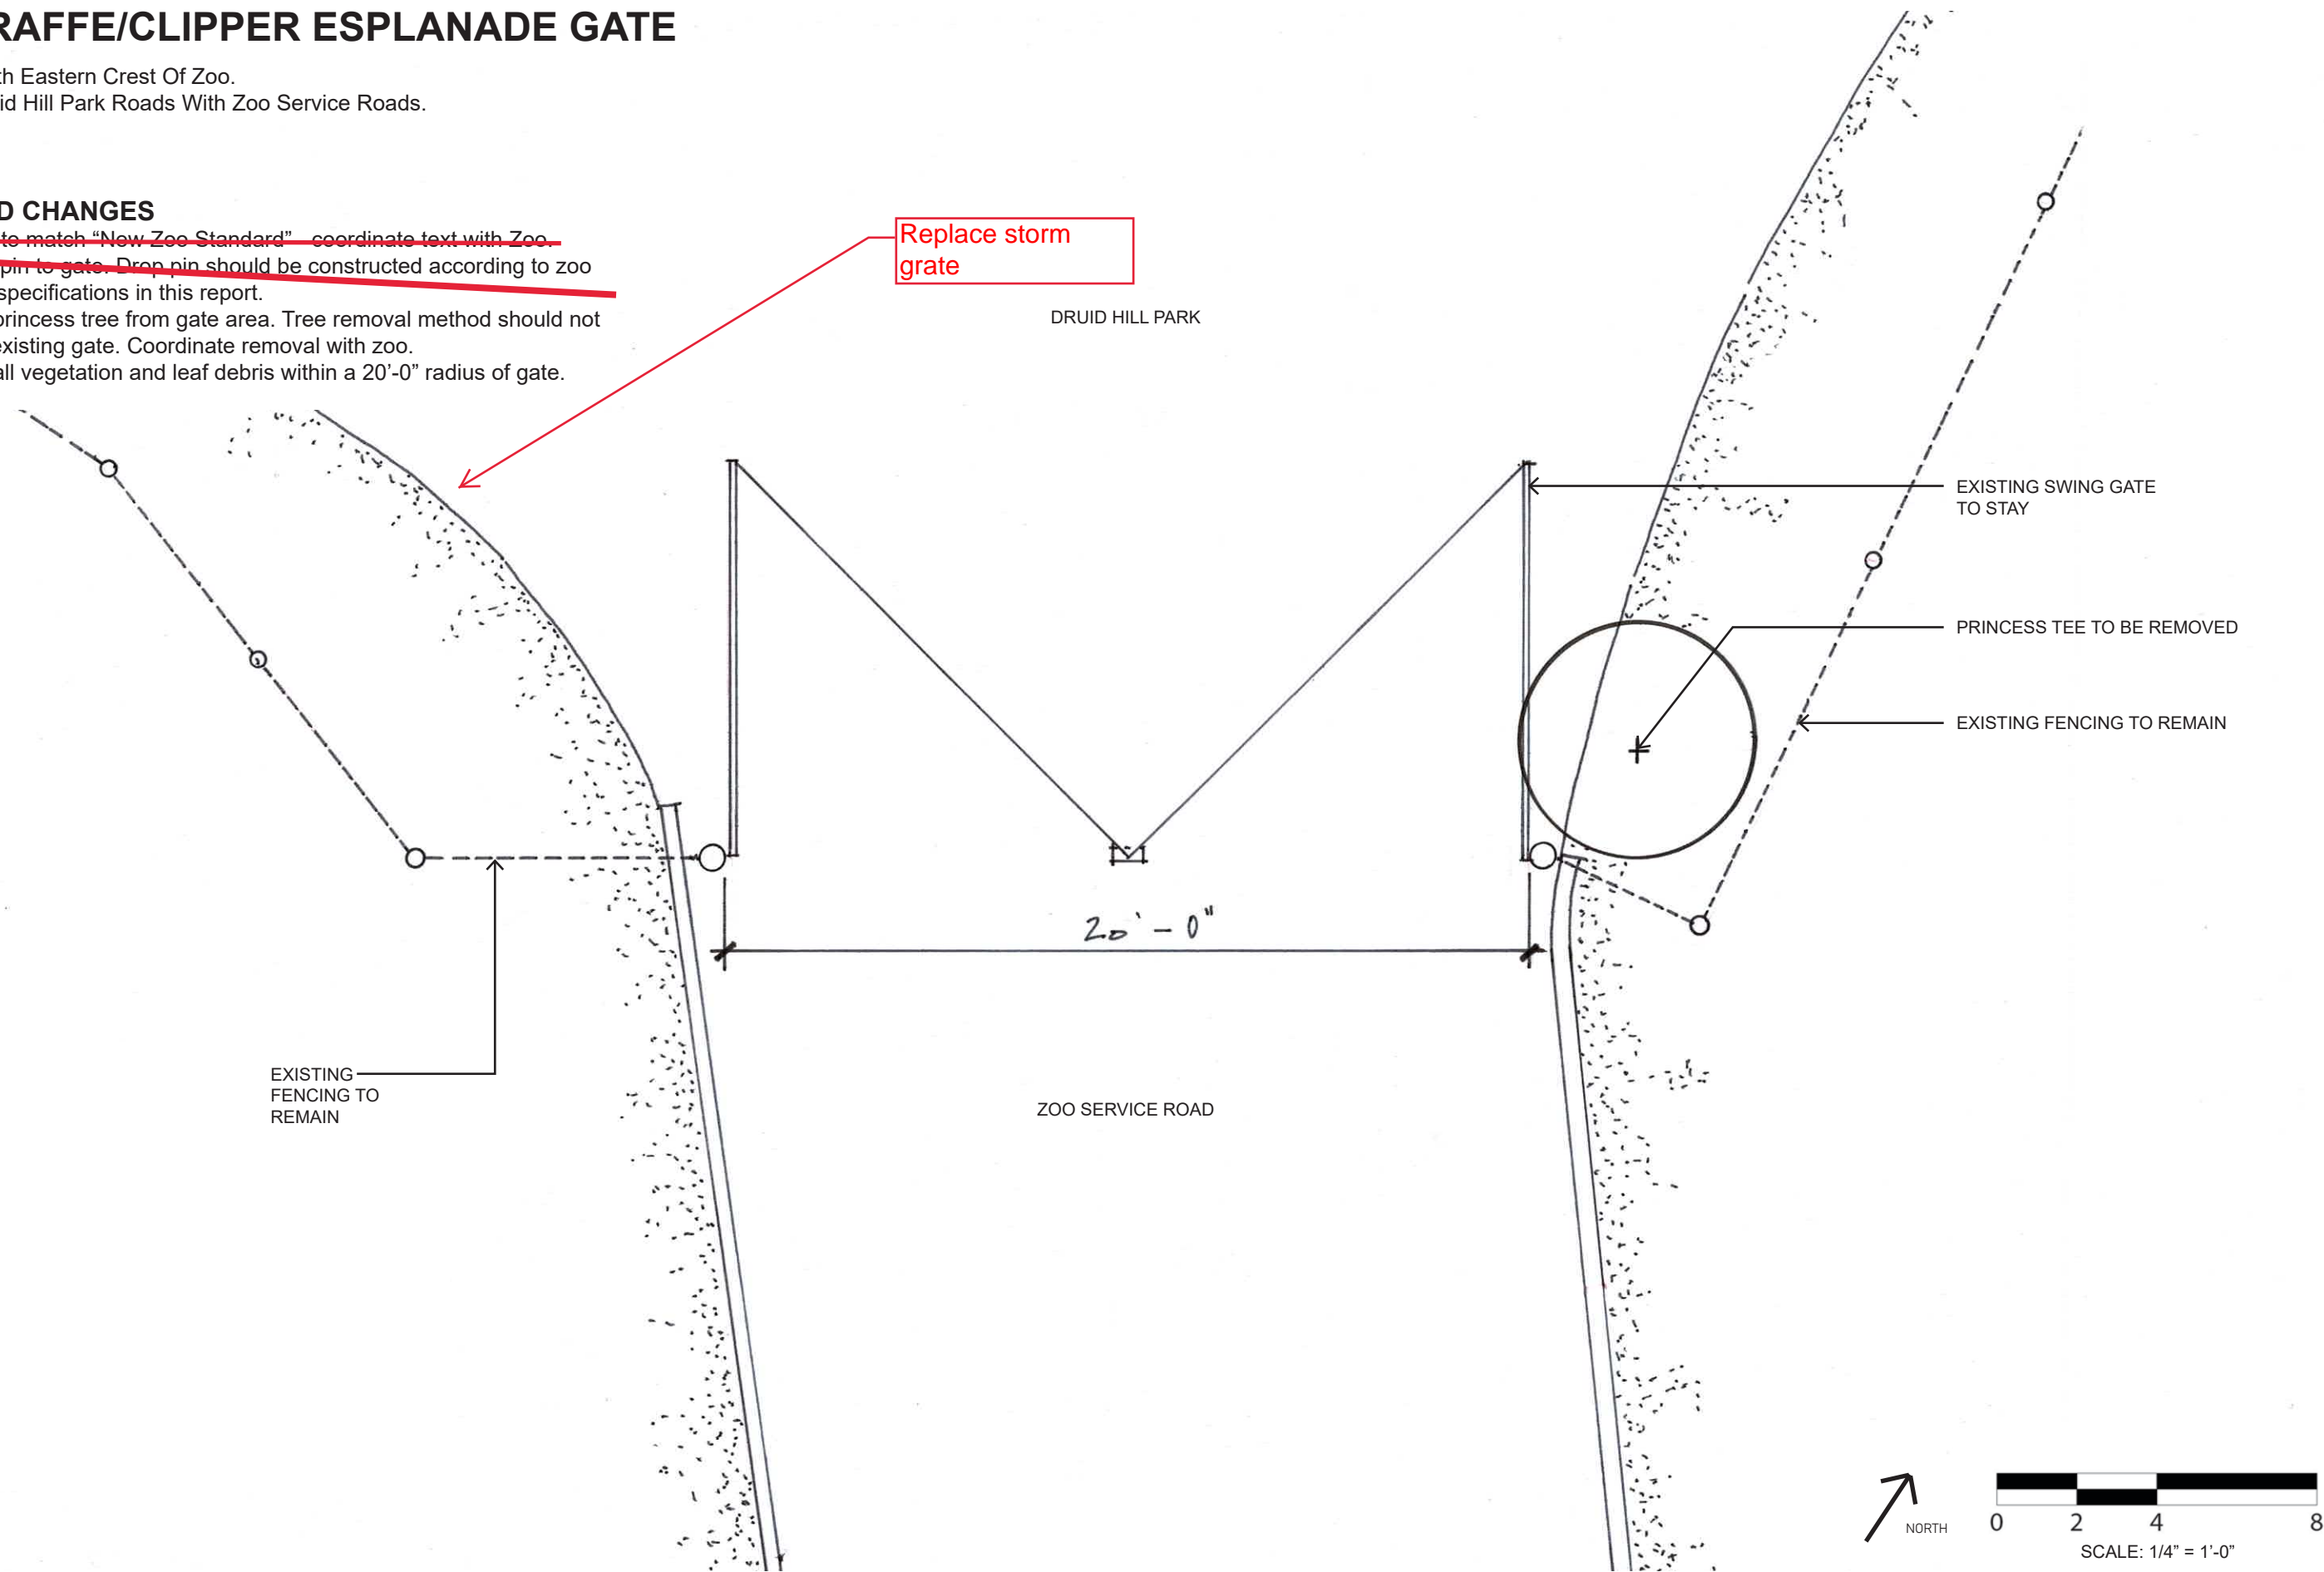 RAFFE/CLIPPER ESPLANADE GATE
th Eastern Crest Of Zoo.
id Hill Park Roads With Zoo Service Roads.
D CHANGES
to match “New Zoo Standard” coordinate text with Zoo.
pin to gate. Drop pin should be constructed according to zoo
specifications in this report.
princess tree from gate area. Tree removal method should not
existing gate. Coordinate removal with zoo.
all vegetation and leaf debris within a 20’-0” radius of gate.
Replace storm
grate
DRUID HILL PARK
EXISTING SWING GATE
TO STAY
PRINCESS TEE TO BE REMOVED
EXISTING FENCING TO REMAIN
20'-0"
EXISTING
FENCING TO
REMAIN
ZOO SERVICE ROAD
NORTH
0 2 4 8
SCALE: 1/4” = 1’-0”